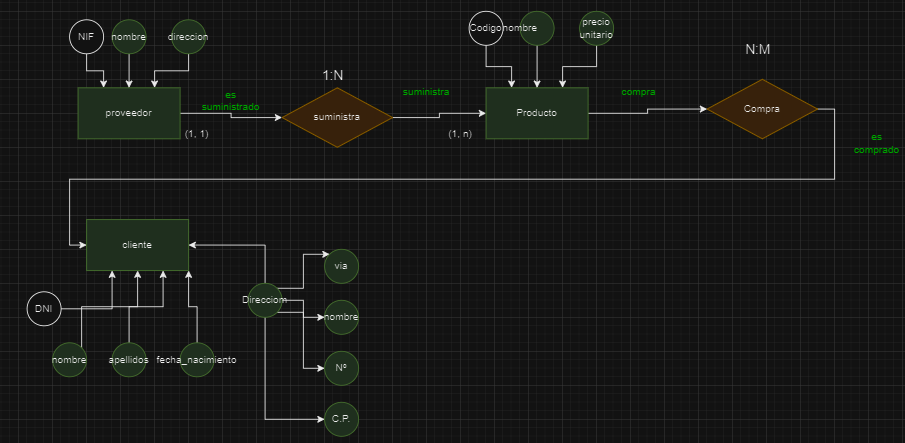 NIF
nombre
direccion
Codigo
nombre
precio
unitario
1:N
N:M
es
suministrado
suministra
compra
proveedor
suministra
Producto
Compra
(1, 1)
(1, n)
es
comprado
cliente
via
Direcciom
DNI
nombre
nombre
apellidos
fecha_nacimiento
Nº
C.P.